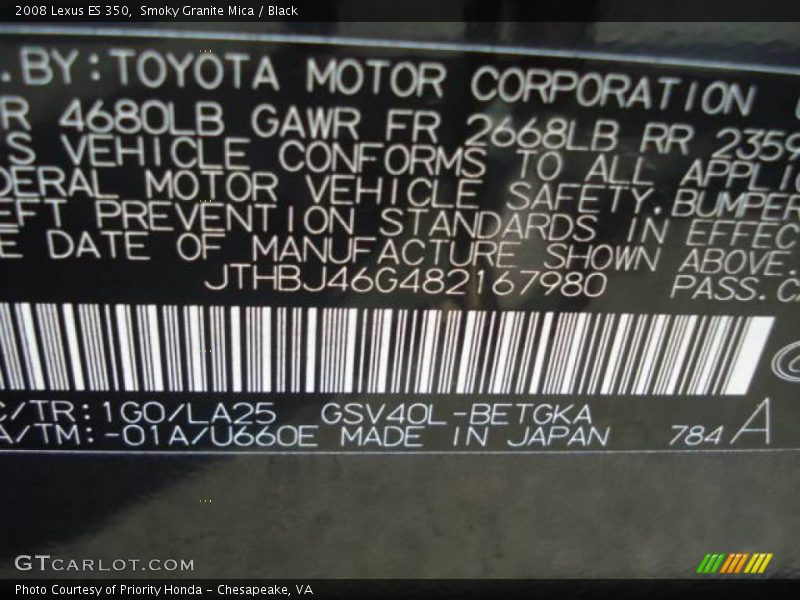 2008 Lexus ES 350,  Smoky Granite Mica / Black
.BY:TOYOTA MOTOR CORPORATION
R 4680LB GAWR FR 2668LB RR 2359
S VEHICLE CONFORMS TO ALL APPLIC
DERAL MOTOR VEHICLE SAFETY.BUMPER
EFT PREVENTION STANDARDS IN EFFEC
E DATE OF MANUFACTURE SHOWN ABOVE.
JTHBJ46G482167980 PASS.CA
C/TR:1G0/LA25 GSV40L-BETGKA
A/TM:-01A/U660E MADE IN JAPAN 784 A
GTCARLOT.COM
Photo Courtesy of Priority Honda - Chesapeake, VA